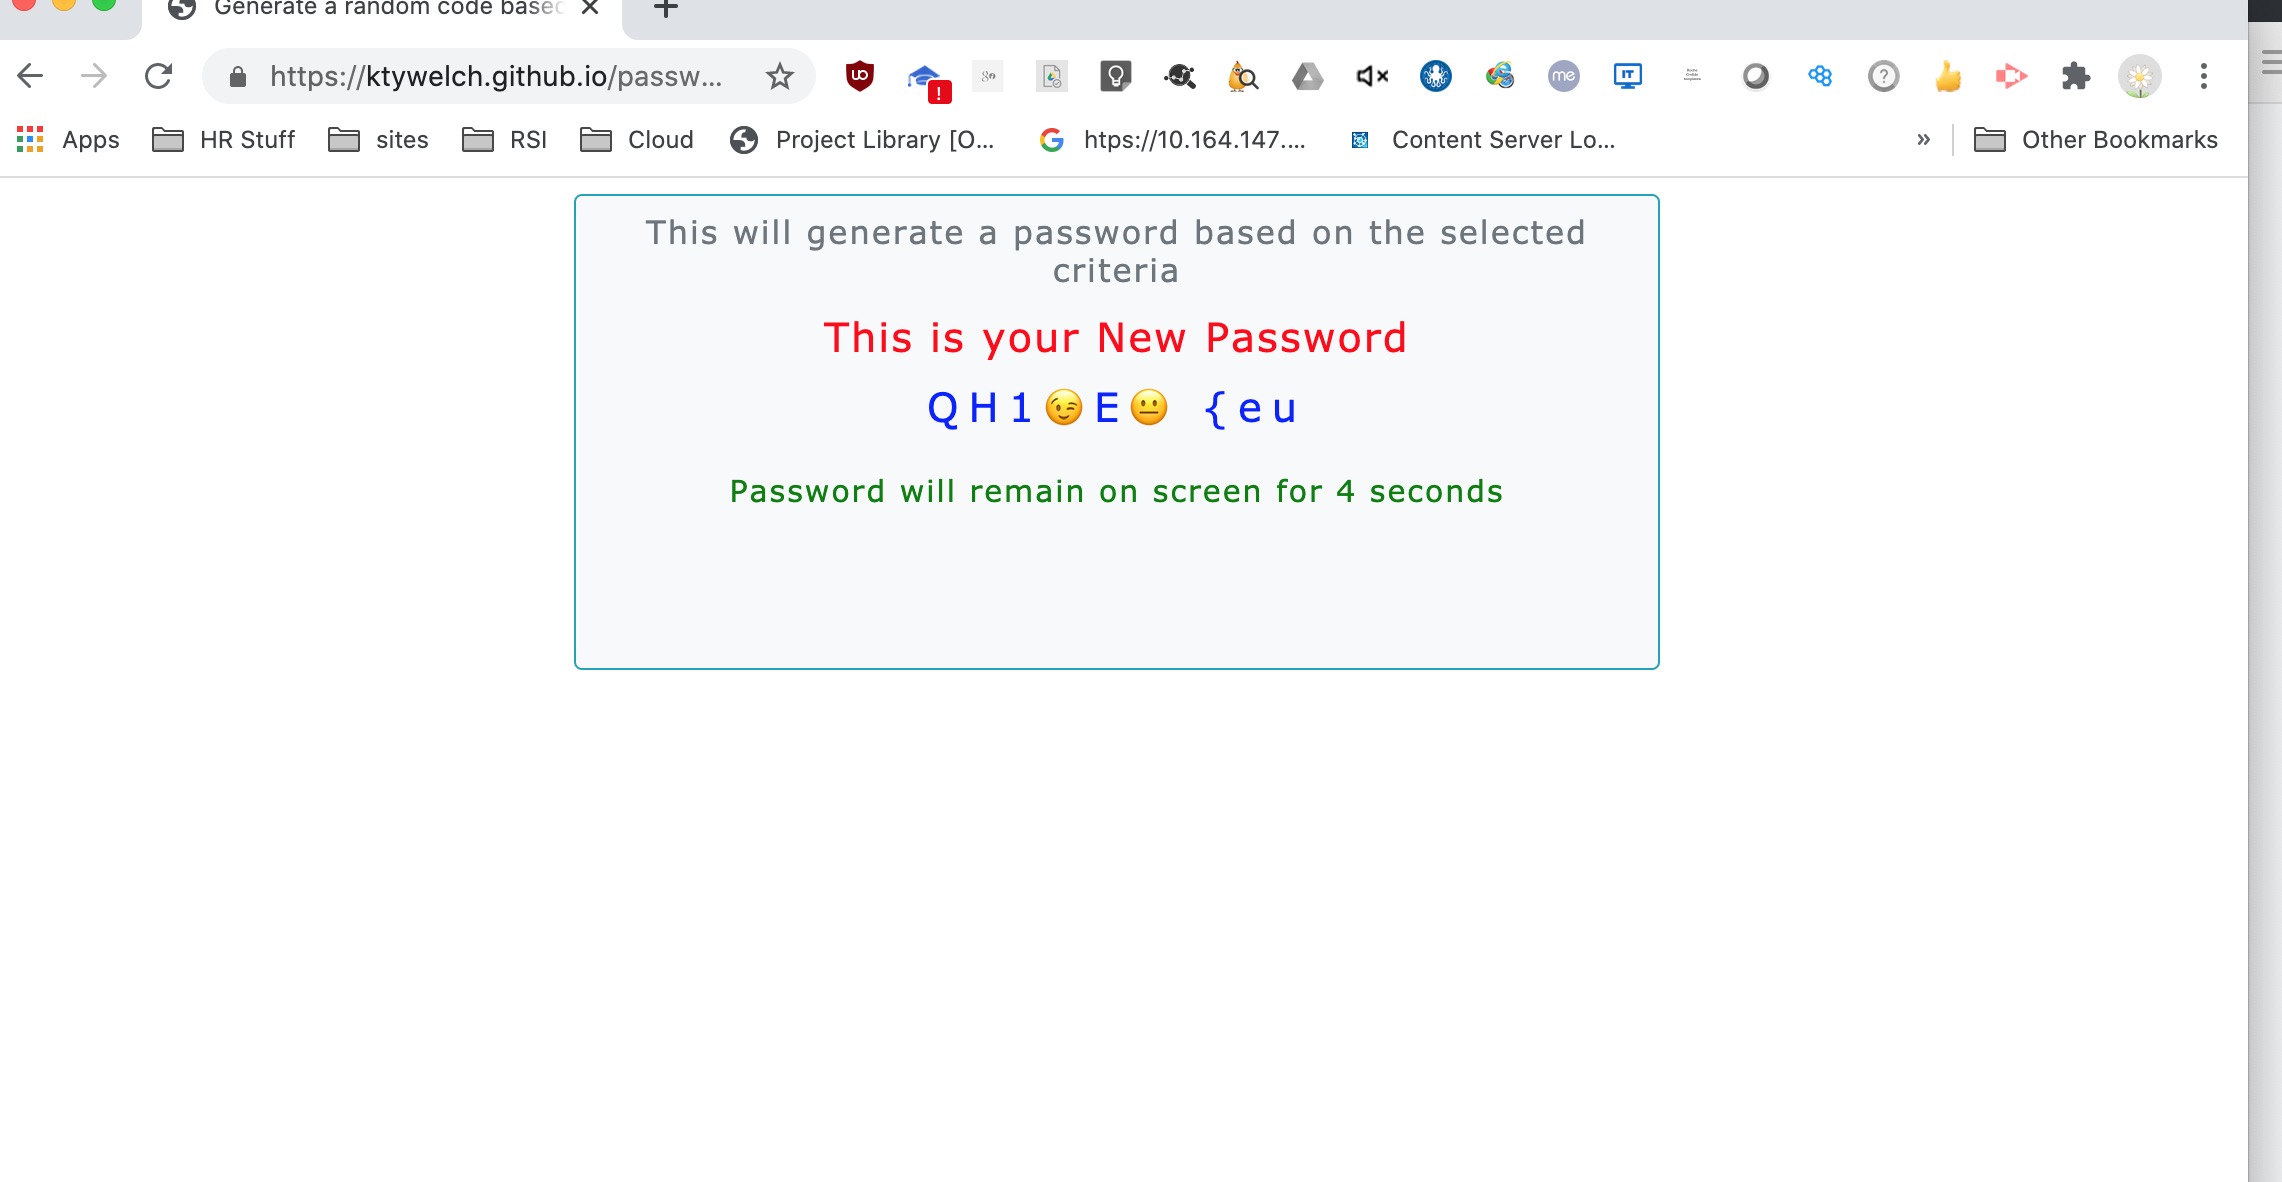 Generate a random code based
https://ktywelch.github.io/passw...
Apps HR Stuff sites RSI Cloud Project Library [O... htps://10.164.147.... Content Server Lo... » Other Bookmarks
This will generate a password based on the selected
criteria
This is your New Password
QH1😉E😐 {eu
Password will remain on screen for 4 seconds